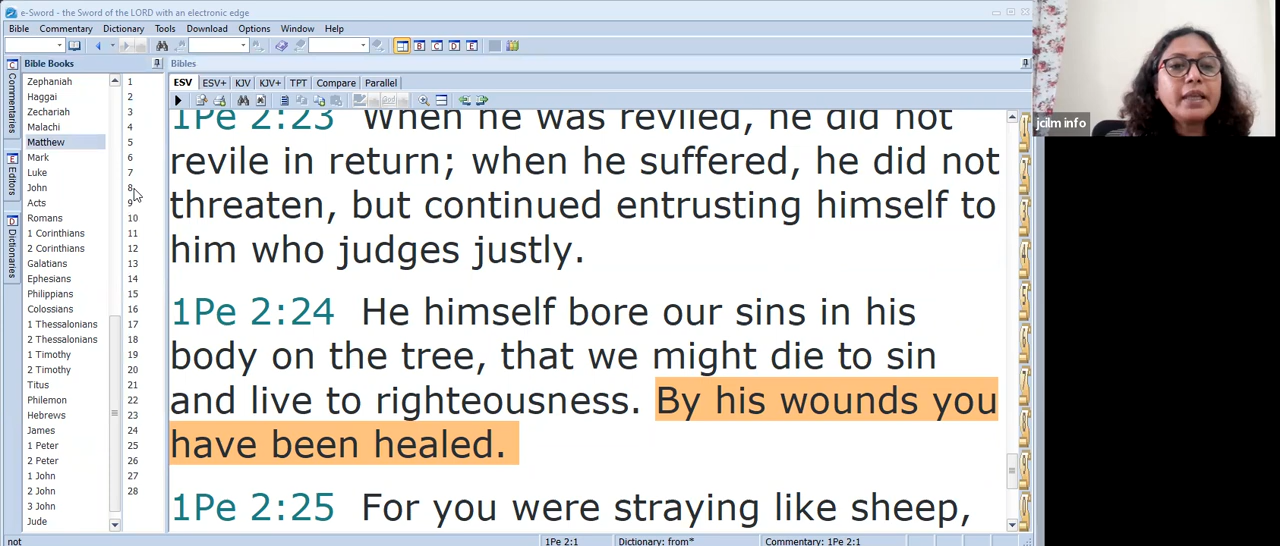 e-Sword - the Sword of the LORD with an electronic edge
Bible Commentary Dictionary Tools Download Options Window Help
Bible Books
Bibles
ESV ESV+ KJV KJV+ TPT Compare Parallel
Commentaries
Editors
Dictionaries
Zephaniah 1
Haggai 2
Zechariah 3
Malachi 4
Matthew 5
Mark 6
Luke 7
John 8
Acts 9
Romans 10
1 Corinthians 11
2 Corinthians 12
Galatians 13
Ephesians 14
Philippians 15
Colossians 16
1 Thessalonians 17
2 Thessalonians 18
1 Timothy 19
2 Timothy 20
Titus 21
Philemon 22
Hebrews 23
James 24
1 Peter 25
2 Peter 26
1 John 27
2 John 28
3 John
Jude
1Pe 2:23 When he was reviled, he did not
revile in return; when he suffered, he did not
threaten, but continued entrusting himself to
him who judges justly.
1Pe 2:24 He himself bore our sins in his
body on the tree, that we might die to sin
and live to righteousness. By his wounds you
have been healed.
1Pe 2:25 For you were straying like sheep,
jcilm info
not 1Pe 2:1 Dictionary: from* Commentary: 1Pe 2:1